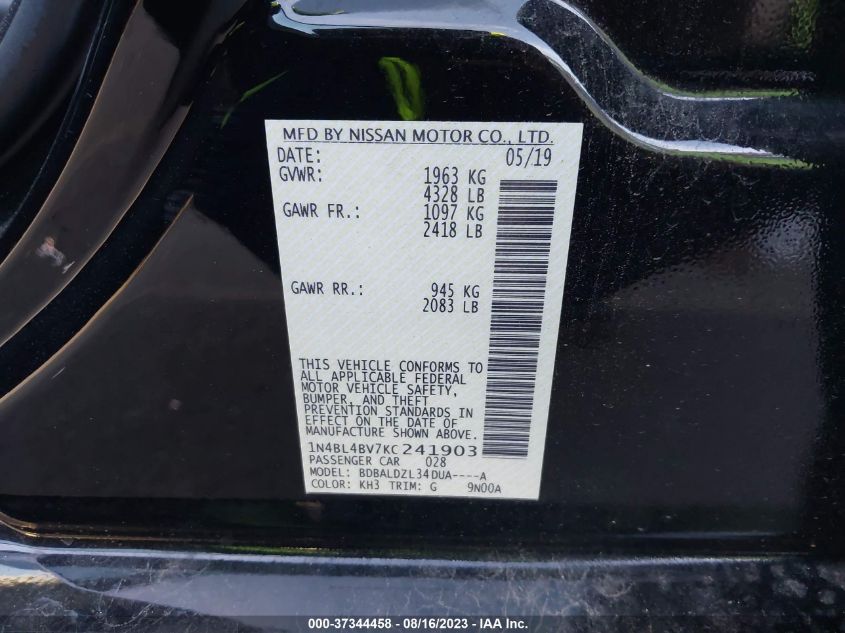 MFD BY NISSAN MOTOR CO., LTD.
DATE: 05/19
GVWR: 1963 KG
4328 LB
GAWR FR.: 1097 KG
2418 LB
GAWR RR.: 945 KG
2083 LB
THIS VEHICLE CONFORMS TO
ALL APPLICABLE FEDERAL
MOTOR VEHICLE SAFETY,
BUMPER, AND THEFT
PREVENTION STANDARDS IN
EFFECT ON THE DATE OF
MANUFACTURE SHOWN ABOVE.
1N4BL4BV7KC241903
PASSENGER CAR 028
MODEL: BDBALDZL34DUA----A
COLOR: KH3 TRIM: G 9N00A
000-37344458 - 08/16/2023 - IAA Inc.